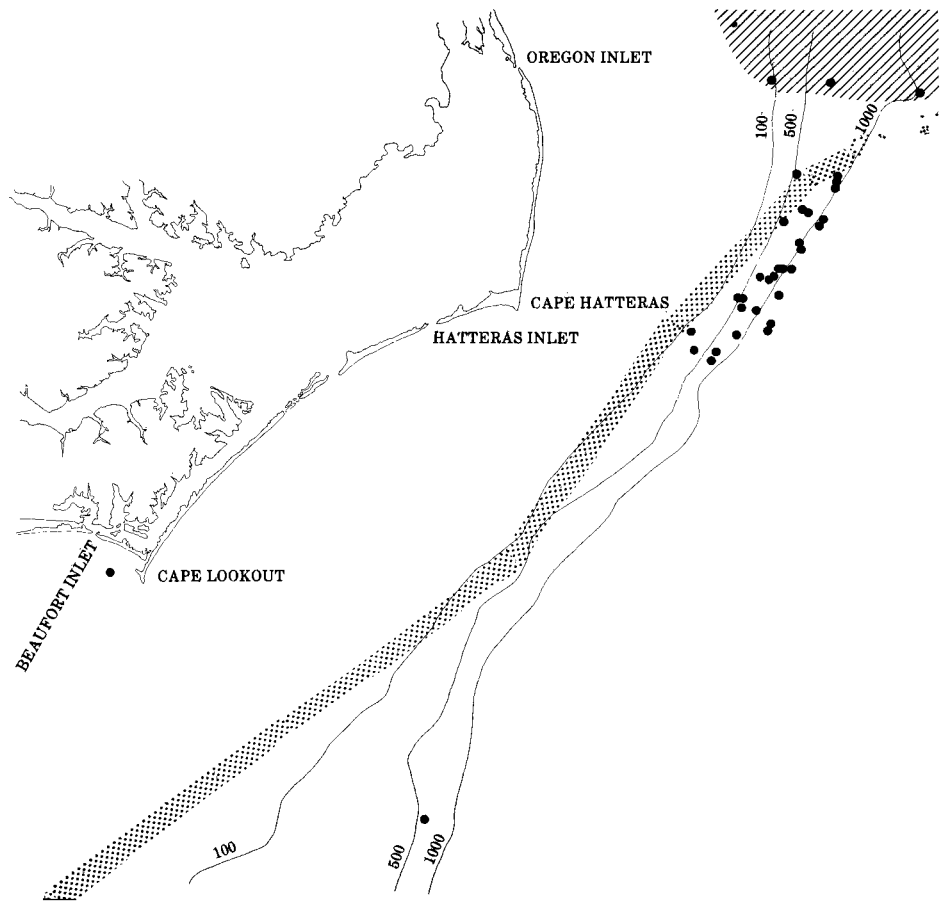 OREGON INLET
100
500
1000
CAPE HATTERAS
HATTERAS INLET
BEAUFORT INLET
CAPE LOOKOUT
100
500
1000